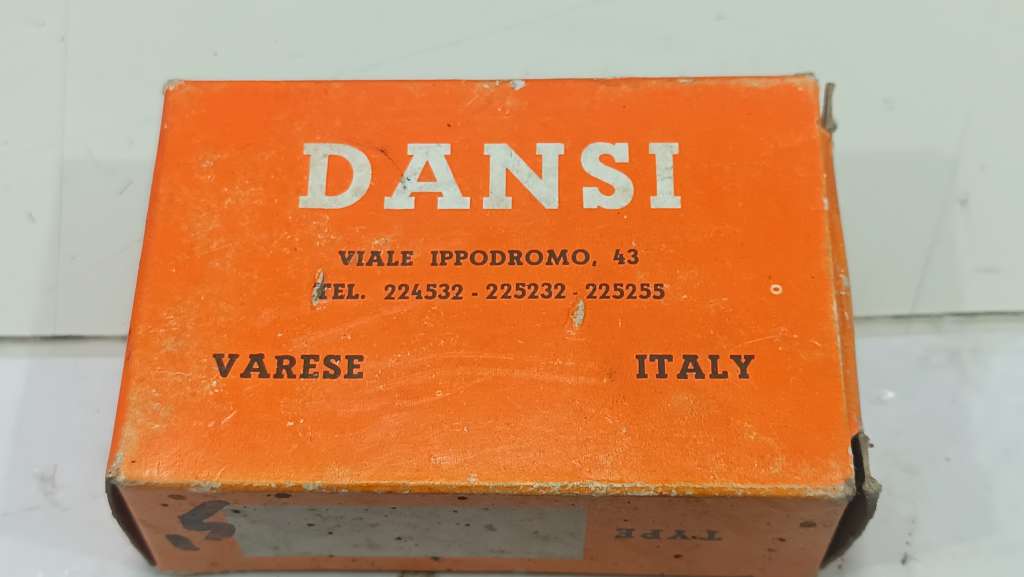 DANSI
VIALE IPPODROMO, 43
TEL. 224532 - 225232 - 225255
VARESE ITALY
TYPE